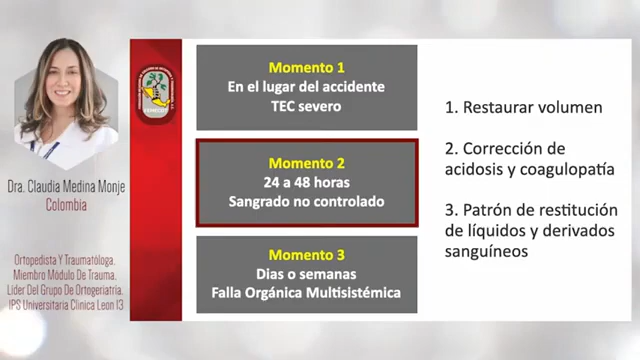 Dra. Claudia Medina Monje
Colombia
Ortopedista Y Traumatóloga.
Miembro Módulo De Trauma.
Líder Del Grupo De Ortogeriatría.
IPS Universitaria Clínica Leon 13
Momento 1
En el lugar del accidente
TEC severo
Momento 2
24 a 48 horas
Sangrado no controlado
Momento 3
Dias o semanas
Falla Orgánica Multisistémica
1. Restaurar volumen
2. Corrección de
acidosis y coagulopatía
3. Patrón de restitución
de líquidos y derivados
sanguíneos